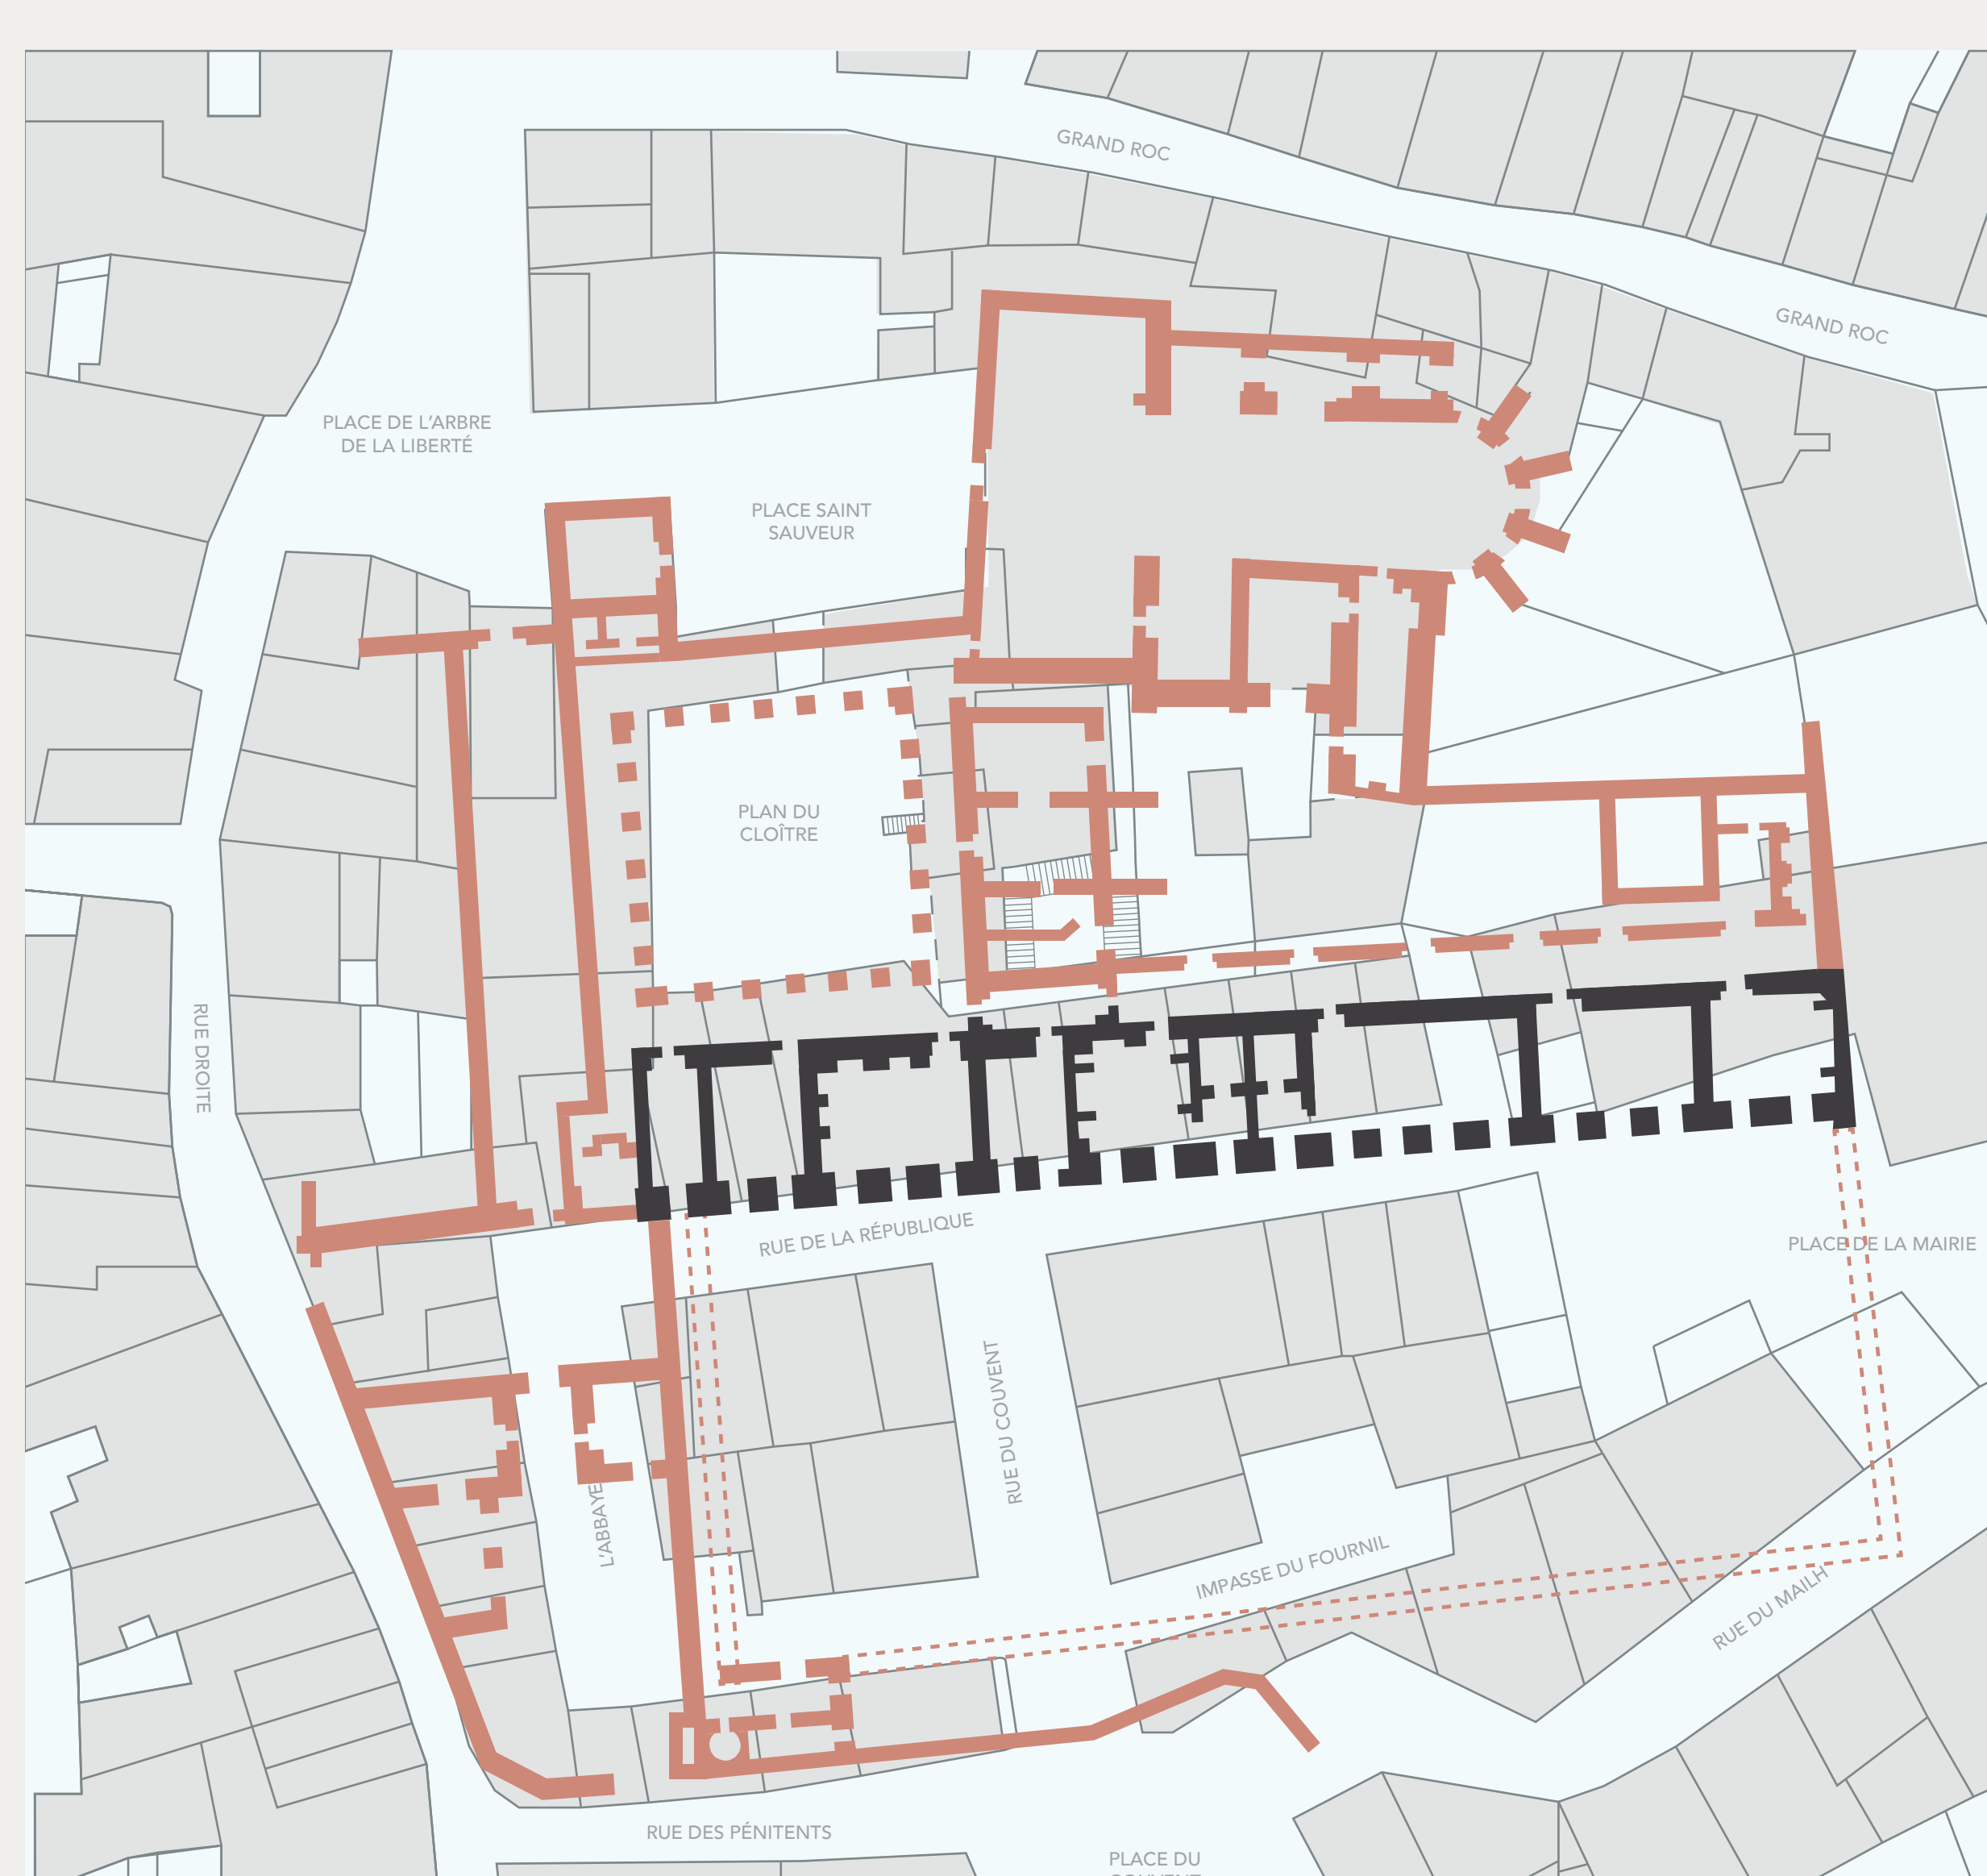 GRAND ROC
GRAND ROC
PLACE DE L'ARBRE
DE LA LIBERTÉ
PLACE SAINT
SAUVEUR
PLAN DU
CLOÎTRE
RUE DROITE
RUE DE LA RÉPUBLIQUE
PLACE DE LA MAIRIE
RUE DU COUVENT
L'ABBAYE
IMPASSE DU FOURNIL
RUE DU MAILH
RUE DES PÉNITENTS
PLACE DU